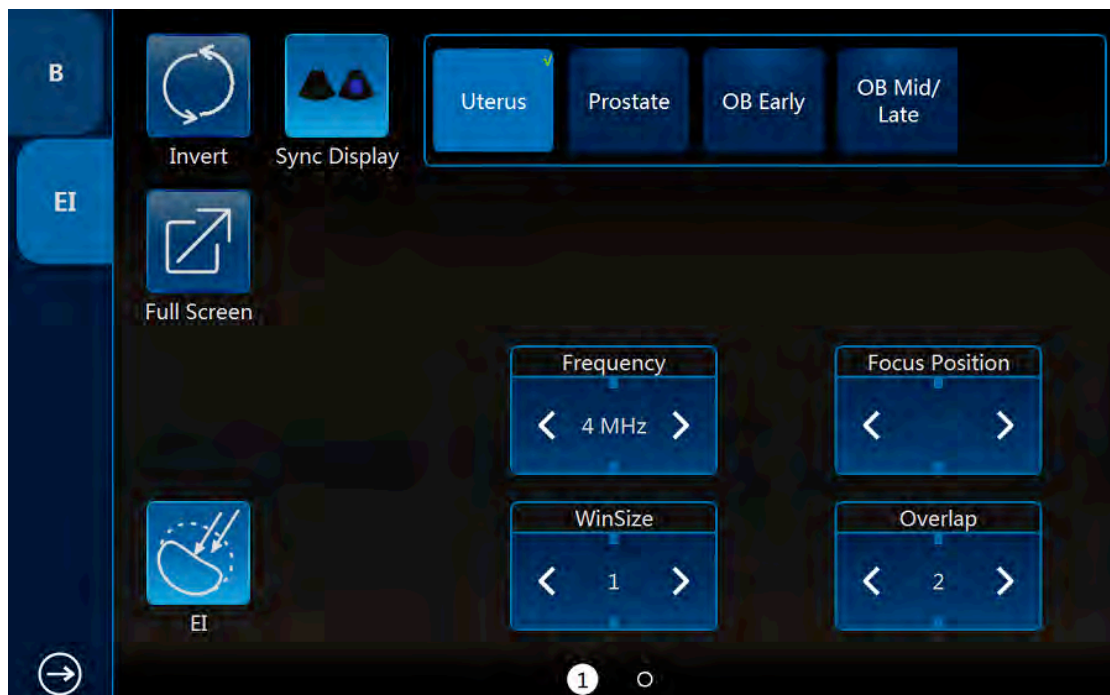 B
EI
Invert
Sync Display
Uterus
Prostate
OB Early
OB Mid/
Late
Full Screen
Frequency
4 MHz
Focus Position
WinSize
1
Overlap
2
EI
1